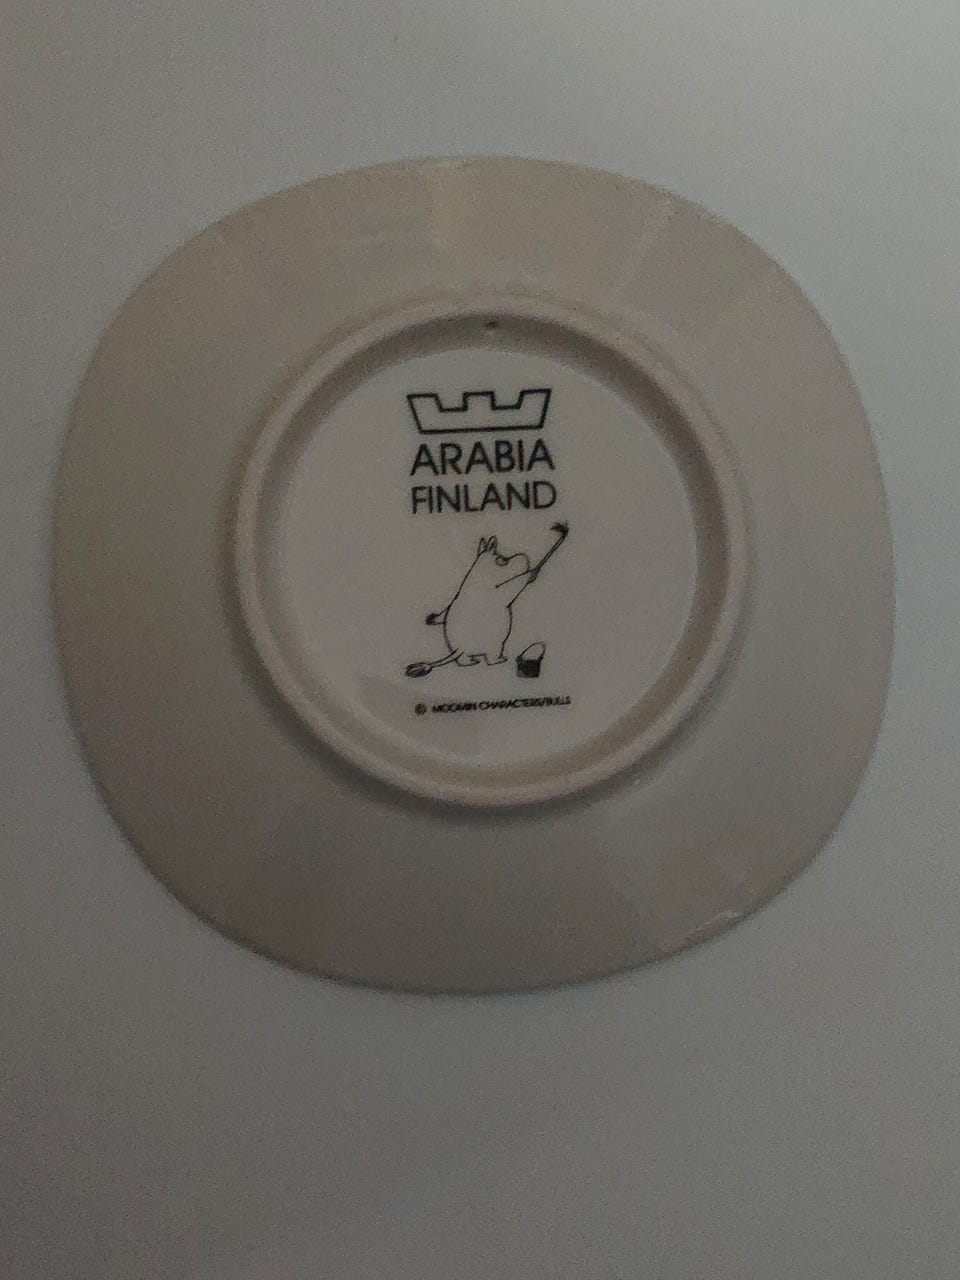 ARABIA
FINLAND
© MOOMIN CHARACTERS/BULLS